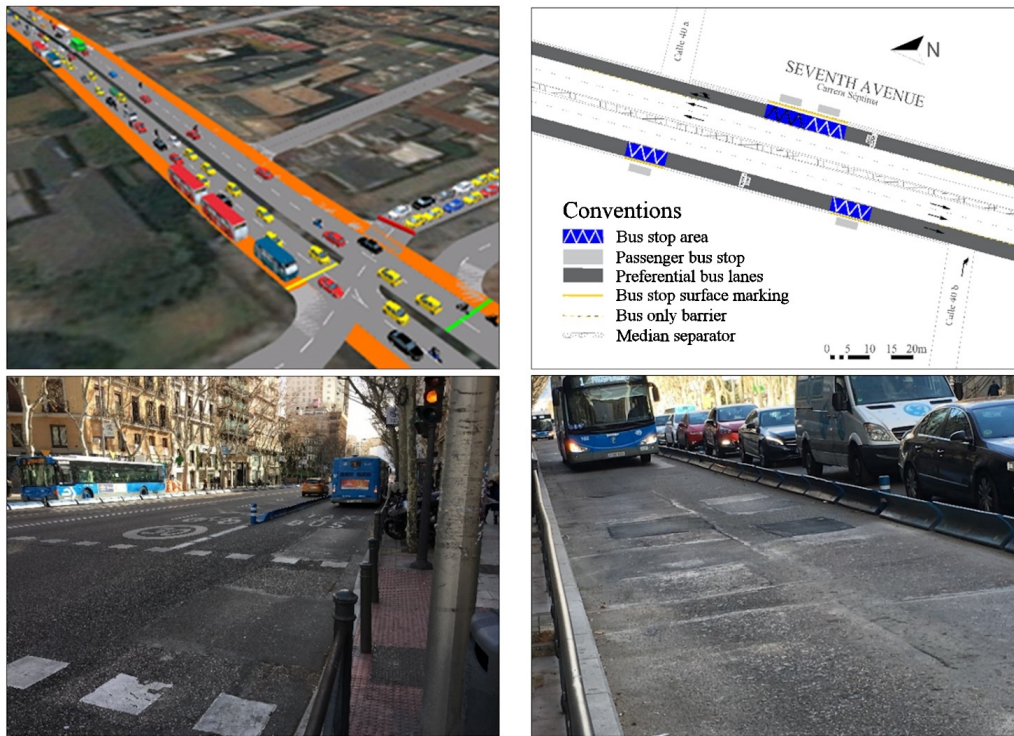 Calle 40 a
N
SEVENTH AVENUE
Carrera Séptima
Conventions
Bus stop area
Passenger bus stop
Preferential bus lanes
Bus stop surface marking
Bus only barrier
Median separator
Calle 40 b
0 5 10 15 20m